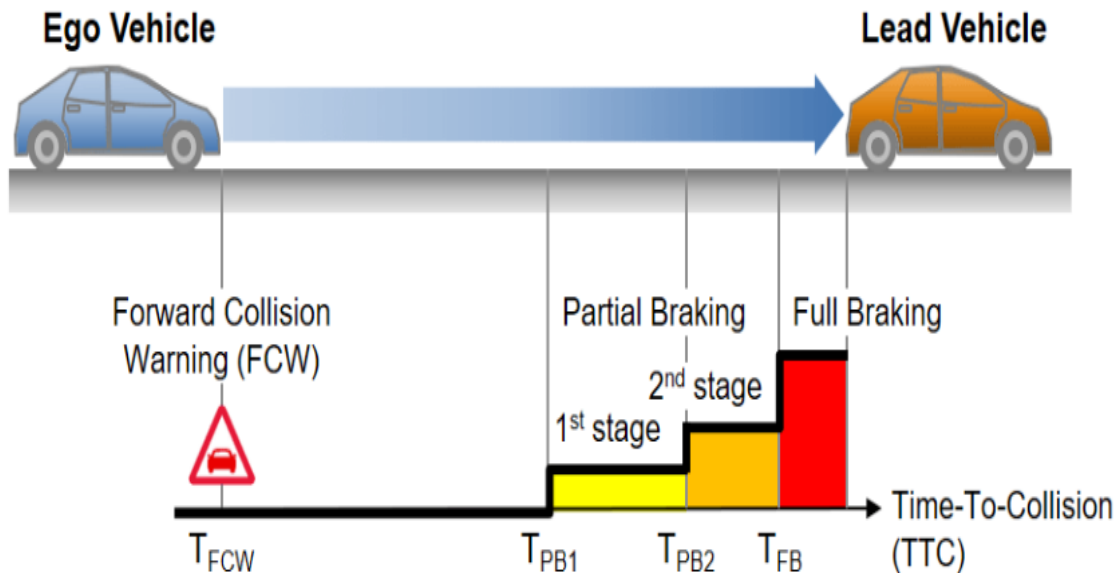 Ego Vehicle
Lead Vehicle
Forward Collision
Warning (FCW)
Partial Braking
Full Braking
1st stage
2nd stage
Time-To-Collision
(TTC)
TFCW
TPB1
TPB2
TFB